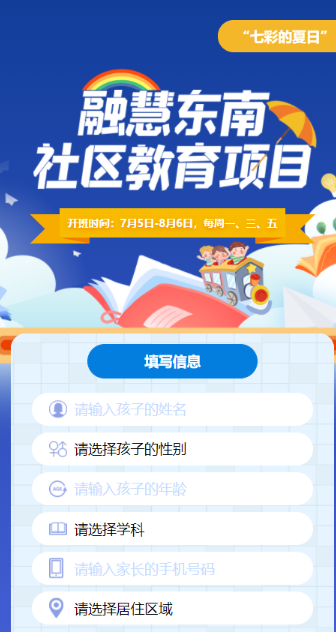 “七彩的夏日”
融慧东南
社区教育项目
开班时间：7月5日-8月6日，每周一、三、五
填写信息
请输入孩子的姓名
请选择孩子的性别
AGE 请输入孩子的年龄
请选择学科
请输入家长的手机号码
请选择居住区域